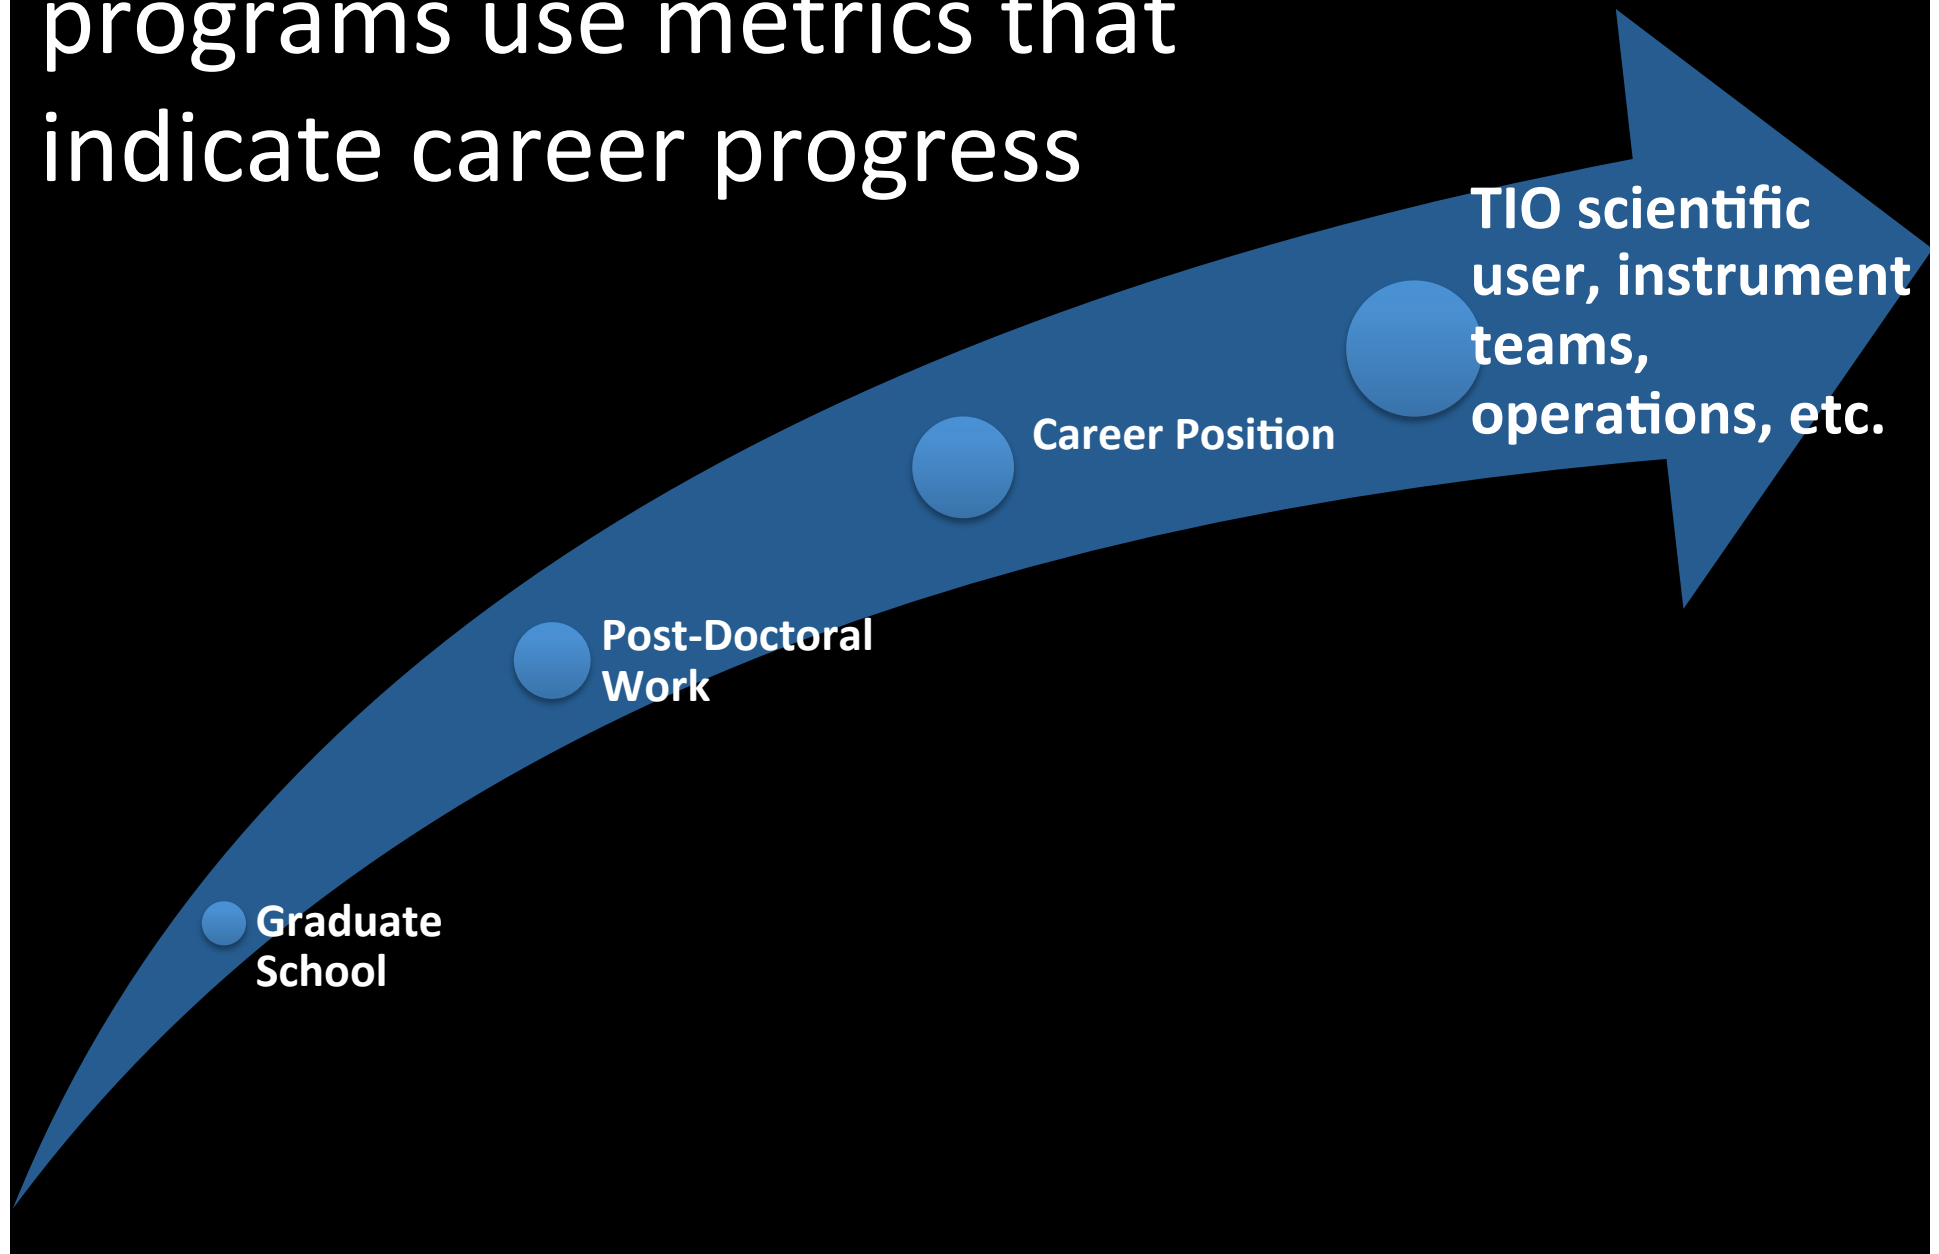 programs use metrics that
indicate career progress
TIO scientific
user, instrument
teams,
operations, etc.
Career Position
Post-Doctoral
Work
Graduate
School